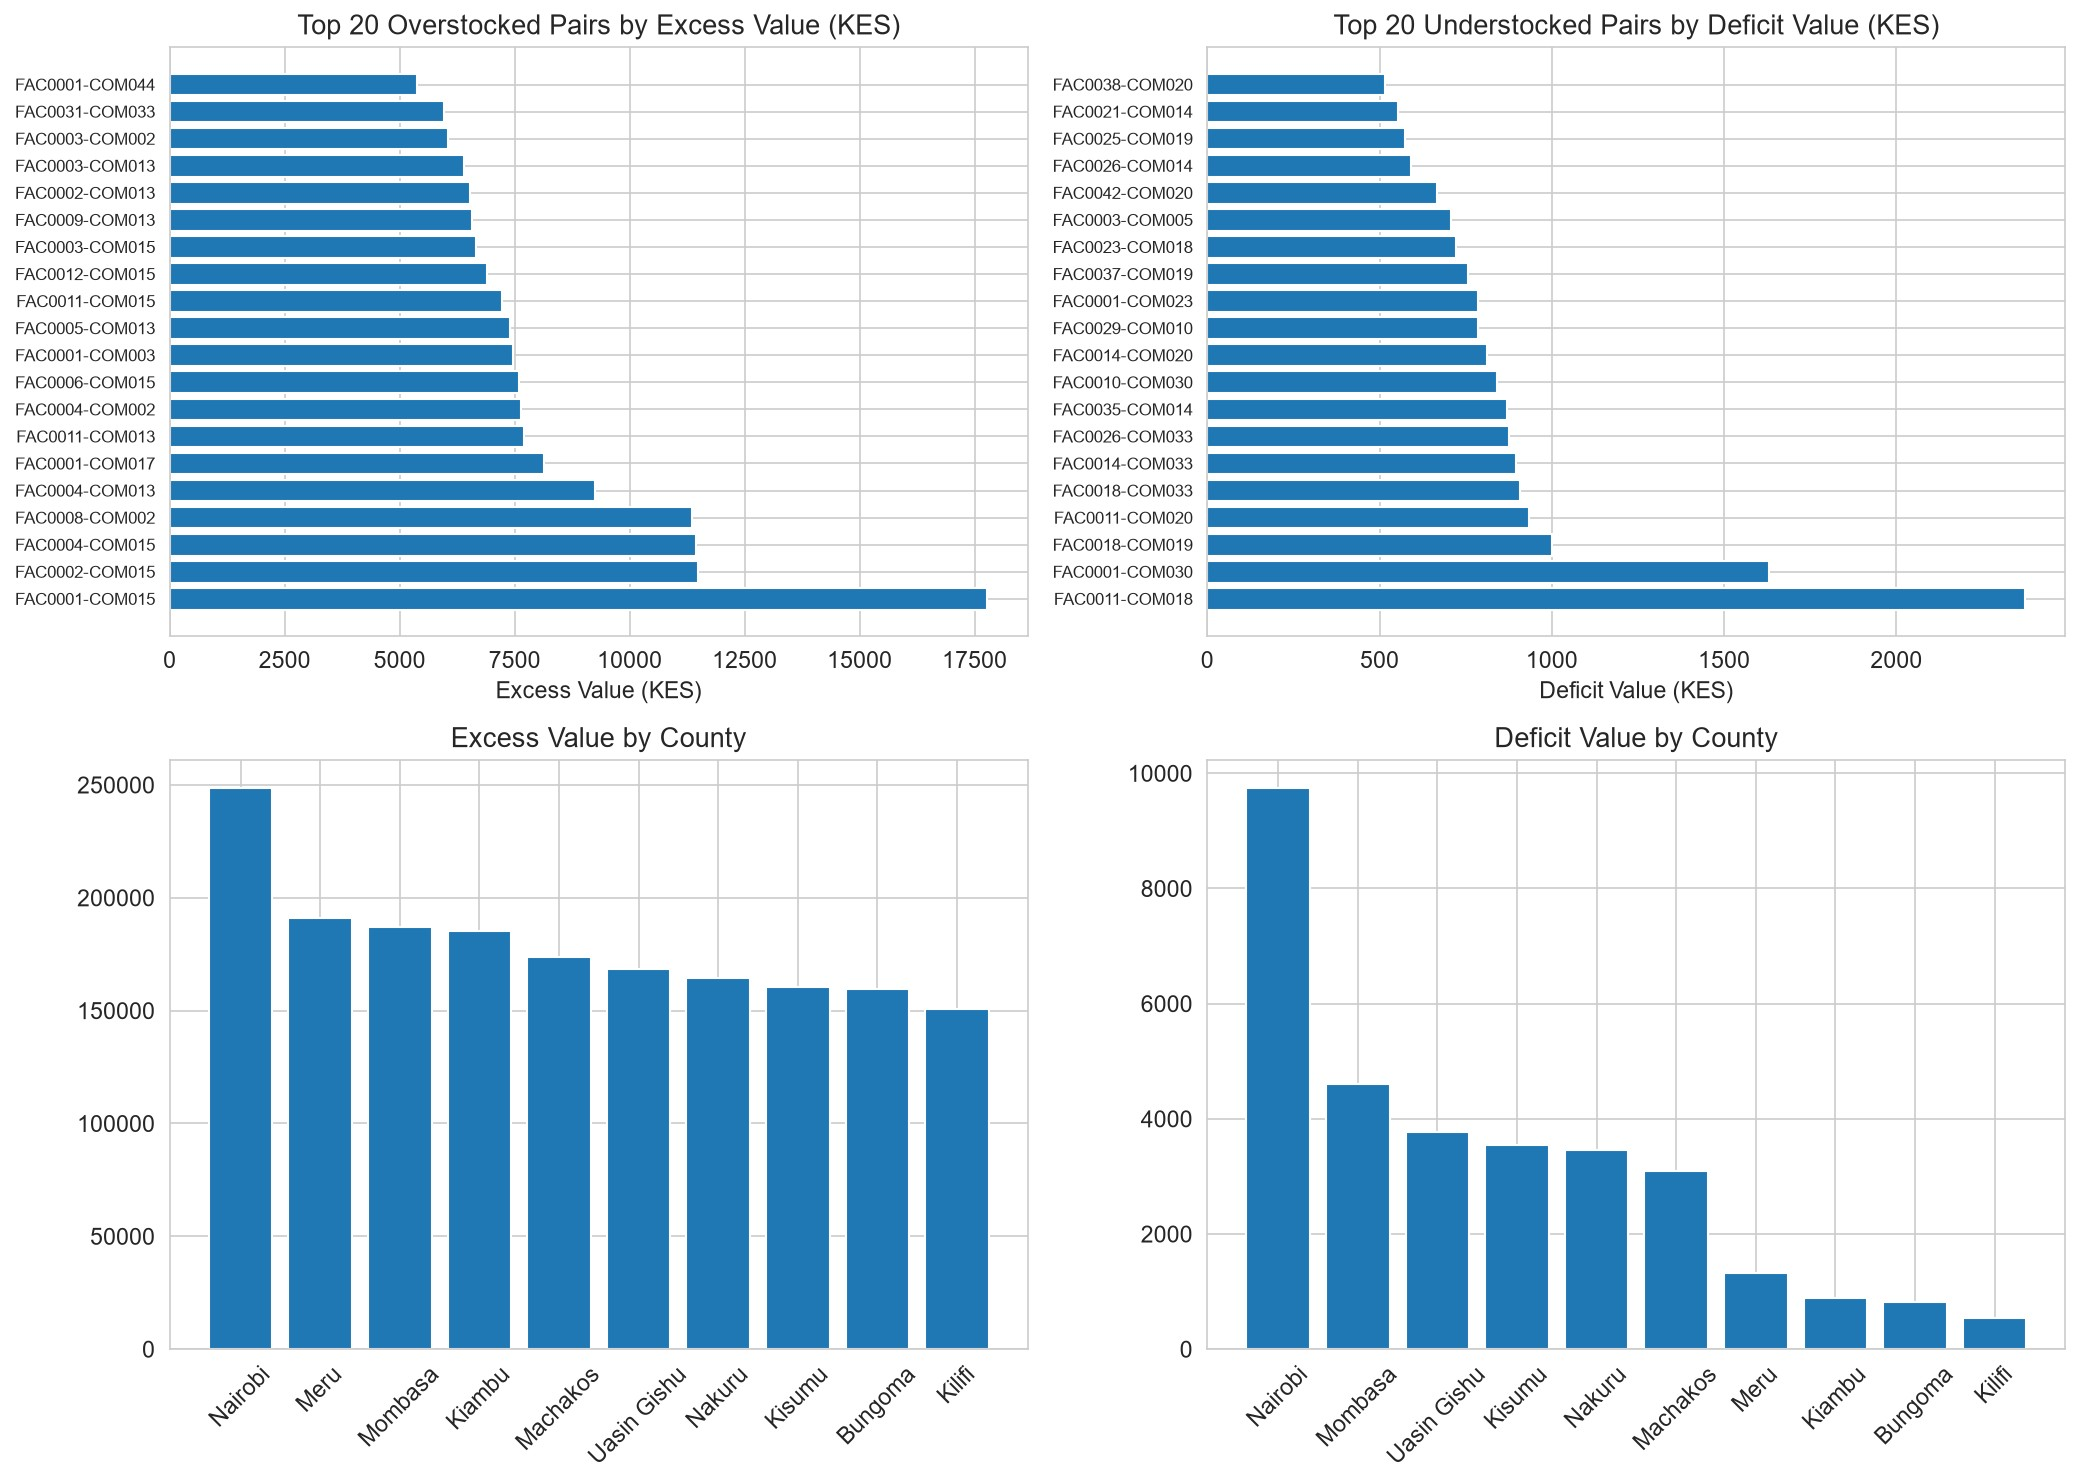 Top 20 Overstocked Pairs by Excess Value (KES)
FAC0001-COM044
FAC0031-COM033
FAC0003-COM002
FAC0003-COM013
FAC0002-COM013
FAC0009-COM013
FAC0003-COM015
FAC0012-COM015
FAC0011-COM015
FAC0005-COM013
FAC0001-COM003
FAC0006-COM015
FAC0004-COM002
FAC0011-COM013
FAC0001-COM017
FAC0004-COM013
FAC0008-COM002
FAC0004-COM015
FAC0002-COM015
FAC0001-COM015
0 2500 5000 7500 10000 12500 15000 17500
Excess Value (KES)
Top 20 Understocked Pairs by Deficit Value (KES)
FAC0038-COM020
FAC0021-COM014
FAC0025-COM019
FAC0026-COM014
FAC0042-COM020
FAC0003-COM005
FAC0023-COM018
FAC0037-COM019
FAC0001-COM023
FAC0029-COM010
FAC0014-COM020
FAC0010-COM030
FAC0035-COM014
FAC0026-COM033
FAC0014-COM033
FAC0018-COM033
FAC0011-COM020
FAC0018-COM019
FAC0001-COM030
FAC0011-COM018
0 500 1000 1500 2000
Deficit Value (KES)
Excess Value by County
250000
200000
150000
100000
50000
0
Nairobi Meru Mombasa Kiambu Machakos Uasin Gishu Nakuru Kisumu Bungoma Kilifi
Deficit Value by County
10000
8000
6000
4000
2000
0
Nairobi Mombasa Uasin Gishu Kisumu Nakuru Machakos Meru Kiambu Bungoma Kilifi